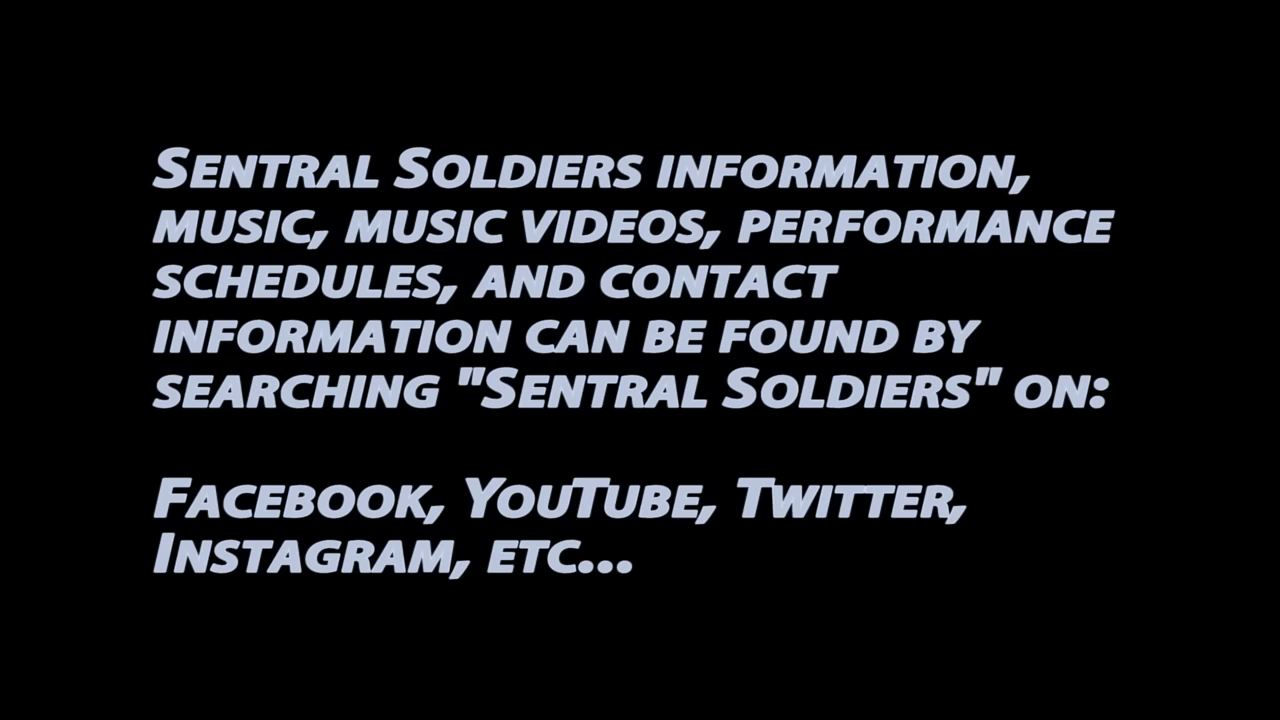 Sentral Soldiers information,
music, music videos, performance
schedules, and contact
information can be found by
searching "Sentral Soldiers" on:
Facebook, YouTube, Twitter,
Instagram, etc...